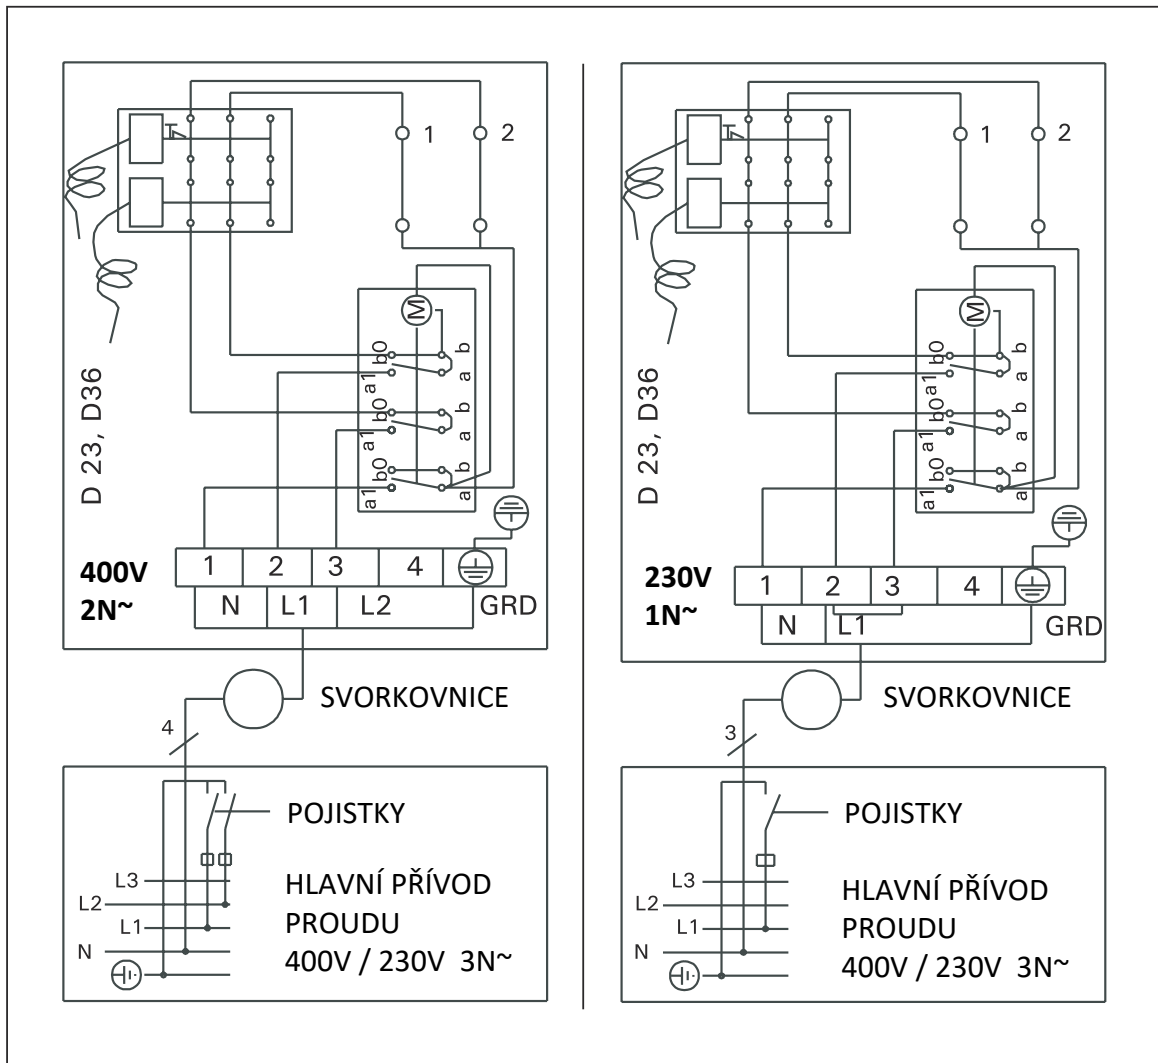 1
2
M
b0
b
a1
a
D 23, D36
b0
b
a1
a
b0
b
a1
a
400V
2N~
1 2 3 4
N L1 L2 GRD
SVORKOVNICE
4
POJISTKY
L3
L2
L1
N
HLAVNÍ PŘÍVOD
PROUDU
400V / 230V 3N~
1
2
M
b0
b
a1
a
D 23, D36
b0
b
a1
a
b0
b
a1
a
230V
1N~
1 2 3 4
N L1 GRD
SVORKOVNICE
3
POJISTKY
L3
L2
L1
N
HLAVNÍ PŘÍVOD
PROUDU
400V / 230V 3N~